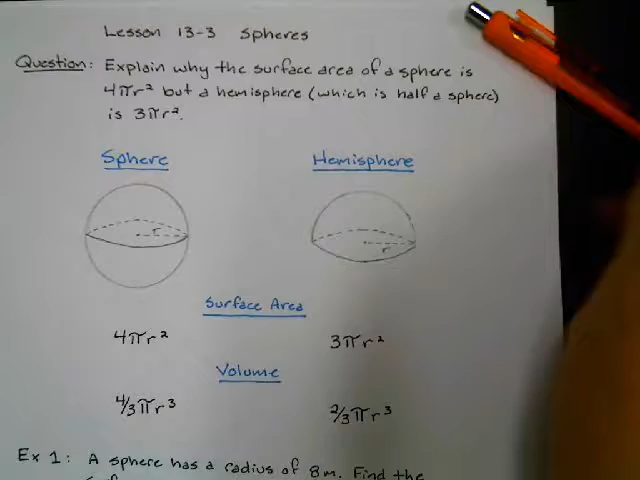 Lesson 13-3 Spheres
Question: Explain why the surface area of a sphere is
4πr² but a hemisphere (which is half a sphere)
is 3πr².
Sphere Hemisphere
r r
Surface Area
4πr² 3πr²
Volume
4/3πr³ 2/3πr³
Ex 1: A sphere has a radius of 8m. Find the